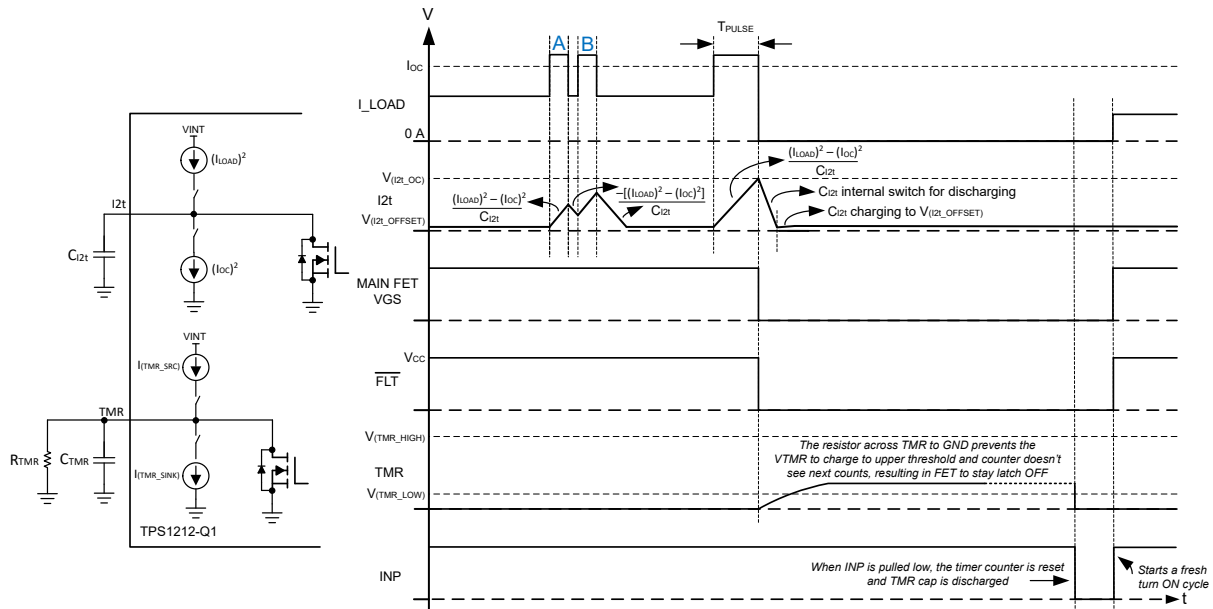 VINT
(ILOAD)²
I2t
CI2t
(IOC)²
VINT
I(TMR_SRC)
TMR
RTMR
CTMR
I(TMR_SINK)
TPS1212-Q1
V
A
B
TPULSE
IOC
I_LOAD
0 A
V(I2t_OC)
I2t
V(I2t_OFFSET)
(ILOAD)² – (IOC)²
CI2t
–[(ILOAD)² – (IOC)²]
CI2t
(ILOAD)² – (IOC)²
CI2t
CI2t internal switch for discharging
CI2t charging to V(I2t_OFFSET)
MAIN FET
VGS
VCC
FLT
V(TMR_HIGH)
TMR
V(TMR_LOW)
The resistor across TMR to GND prevents the
VTMR to charge to upper threshold and counter doesn't
see next counts, resulting in FET to stay latch OFF
INP
When INP is pulled low, the timer counter is reset
and TMR cap is discharged
Starts a fresh
turn ON cycle
t